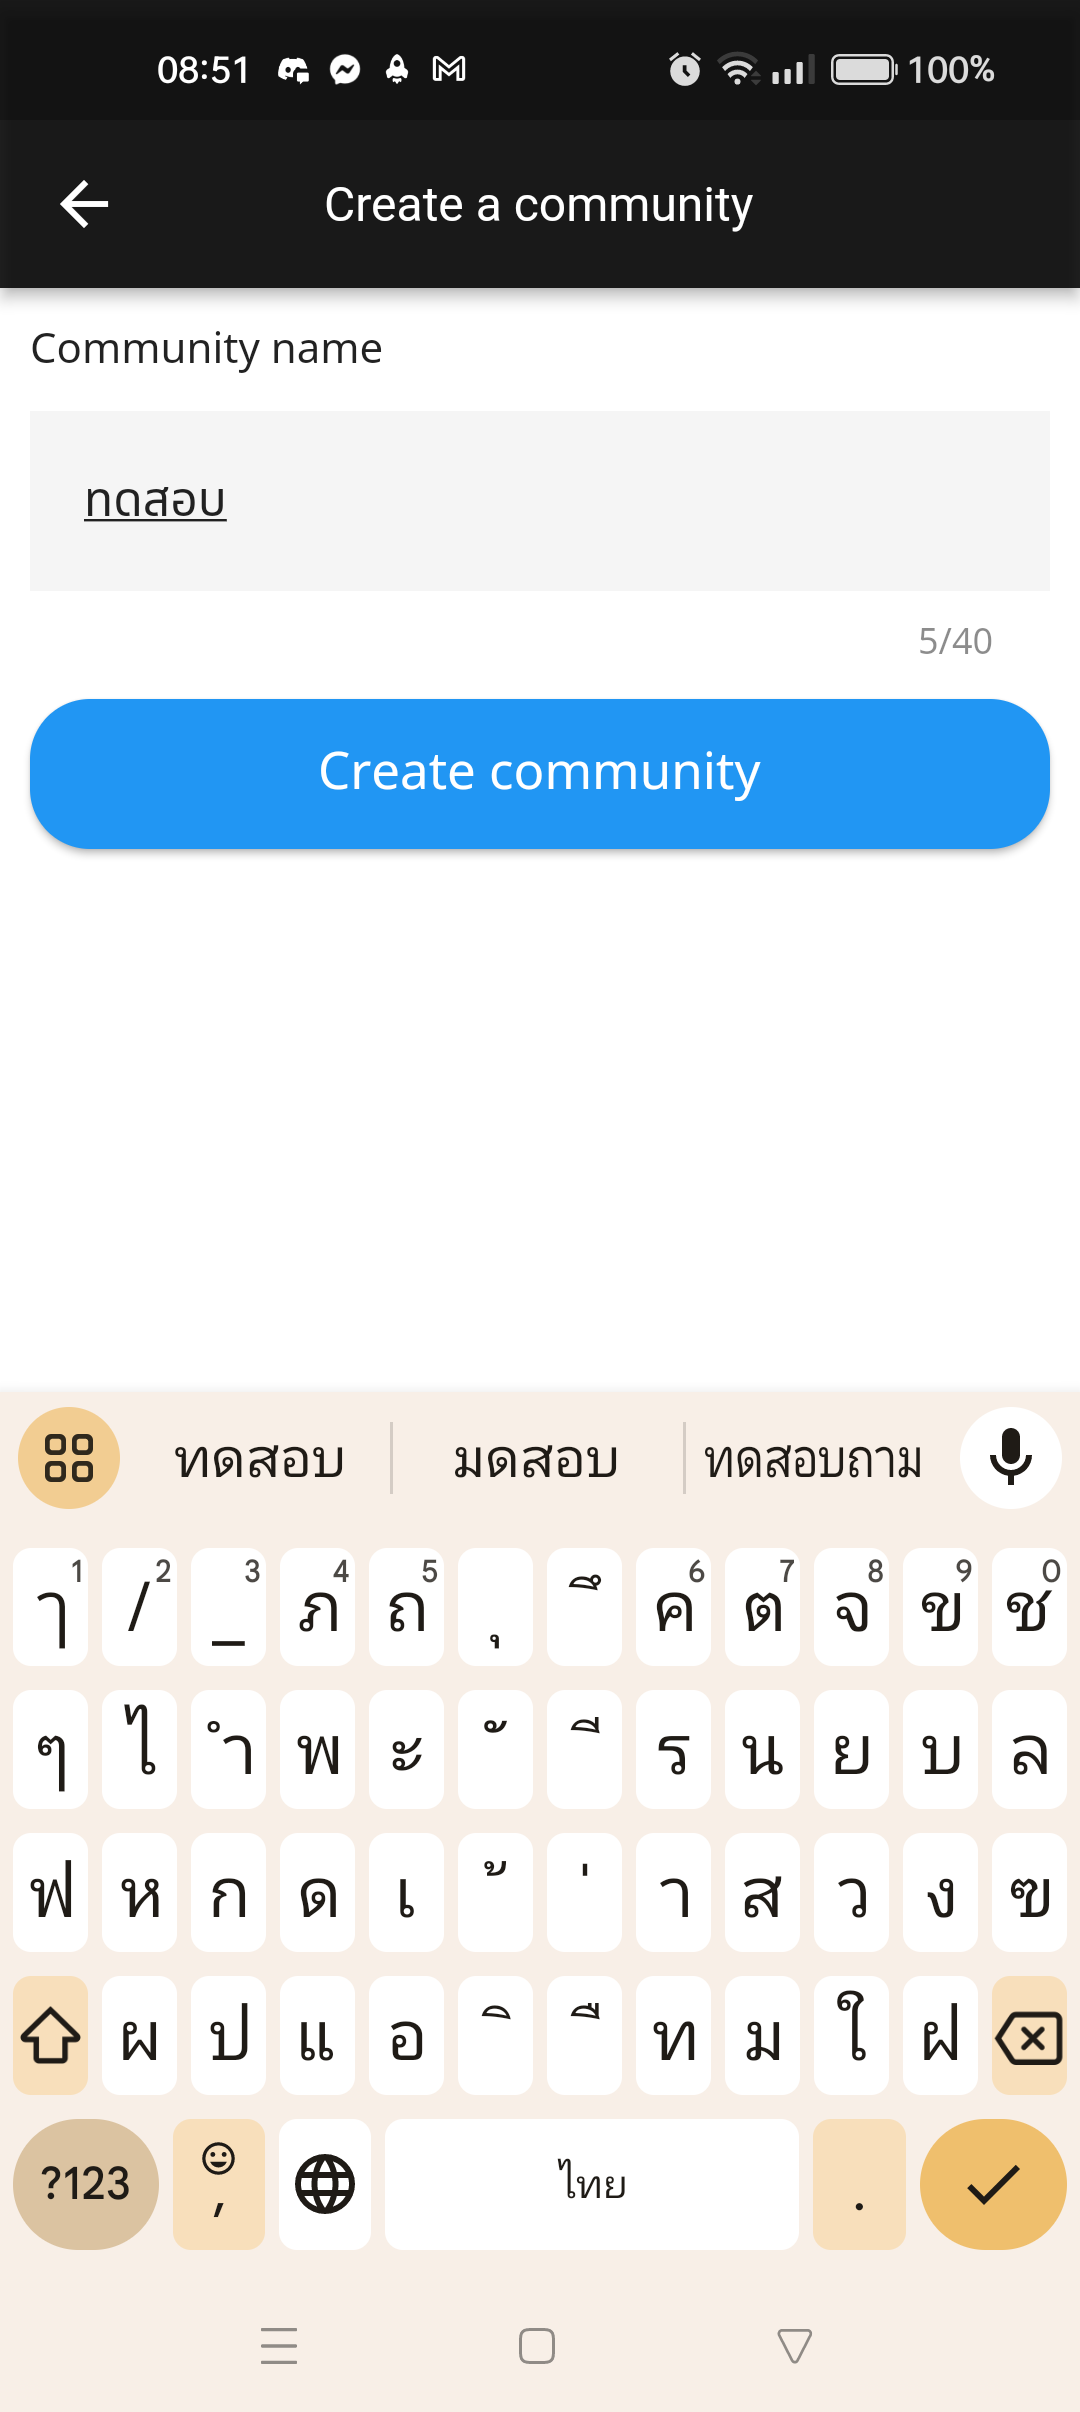 08:51 100%
Create a community
Community name
ทดสอบ
5/40
Create community
ทดสอบ มดสอบ ทดสอบถาม
1 2 3 4 5 6 7 8 9 0
ๅ / _ ภ ถ ุ ึ ค ต จ ข ช
ๆ ไ ำ พ ะ ั ี ร น ย บ ล
ฟ ห ก ด เ ้ ่ า ส ว ง ฃ
ผ ป แ อ ิ ื ท ม ใ ฝ
?123 , ไทย .